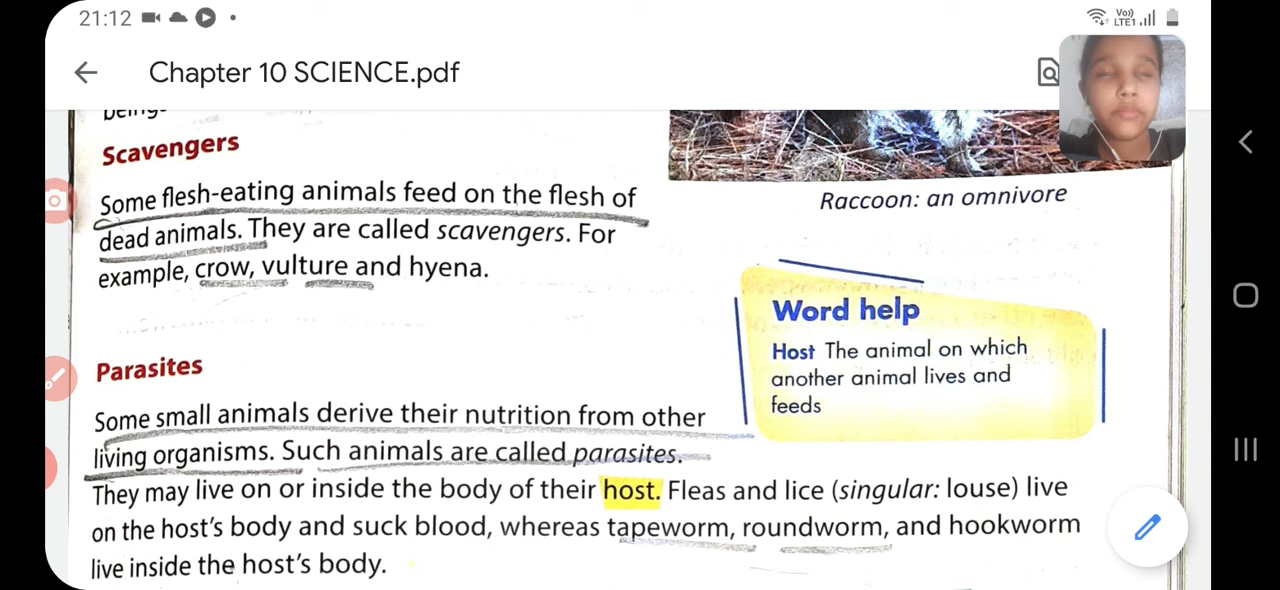 21:12
Vo))
LTE1
Chapter 10 SCIENCE.pdf
being
Scavengers
Some flesh-eating animals feed on the flesh of
dead animals. They are called scavengers. For
example, crow, vulture and hyena.
Raccoon: an omnivore
Word help
Host The animal on which
another animal lives and
feeds
Parasites
Some small animals derive their nutrition from other
living organisms. Such animals are called parasites.
They may live on or inside the body of their host. Fleas and lice (singular: louse) live
on the host's body and suck blood, whereas tapeworm, roundworm, and hookworm
live inside the host's body.